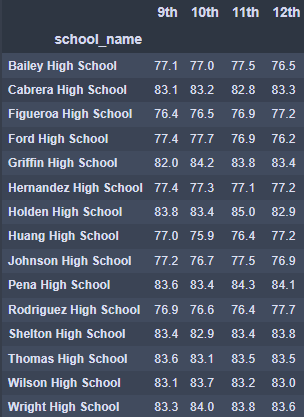 9th 10th 11th 12th
school_name
Bailey High School 77.1 77.0 77.5 76.5
Cabrera High School 83.1 83.2 82.8 83.3
Figueroa High School 76.4 76.5 76.9 77.2
Ford High School 77.4 77.7 76.9 76.2
Griffin High School 82.0 84.2 83.8 83.4
Hernandez High School 77.4 77.3 77.1 77.2
Holden High School 83.8 83.4 85.0 82.9
Huang High School 77.0 75.9 76.4 77.2
Johnson High School 77.2 76.7 77.5 76.9
Pena High School 83.6 83.4 84.3 84.1
Rodriguez High School 76.9 76.6 76.4 77.7
Shelton High School 83.4 82.9 83.4 83.8
Thomas High School 83.6 83.1 83.5 83.5
Wilson High School 83.1 83.7 83.2 83.0
Wright High School 83.3 84.0 83.8 83.6